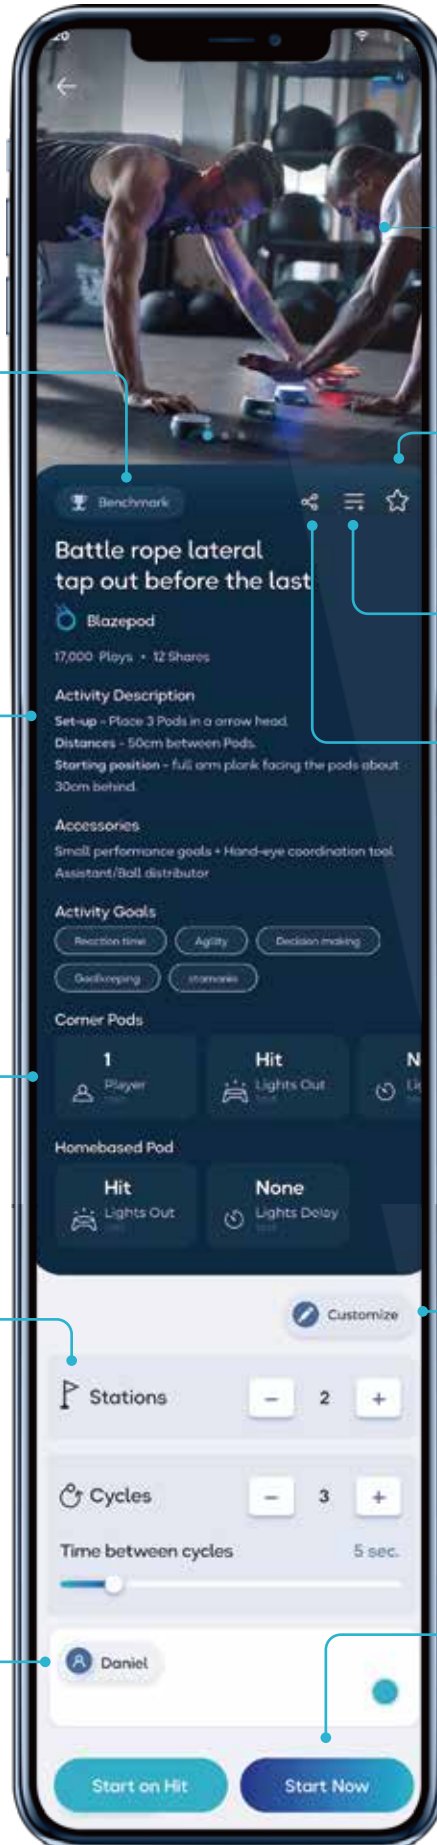 20
Benchmark
Battle rope lateral
tap out before the last
Blazepod
17,000 Plays • 12 Shares
Activity Description
Set-up - Place 3 Pods in a arrow head.
Distances - 50cm between Pods.
Starting position - full arm plank facing the pods about
30cm behind.
Accessories
Small performance goals + Hand-eye coordination tool.
Assistant/Ball distributor
Activity Goals
Reaction time Agility Decision making
Goalkeeping
Corner Pods
1 Hit N
Player Lights Out Li
Homebased Pod
Hit None
Lights Out Lights Delay
Customize
Stations - 2 +
Cycles - 3 +
Time between cycles 5 sec.
Daniel
Start on Hit Start Now